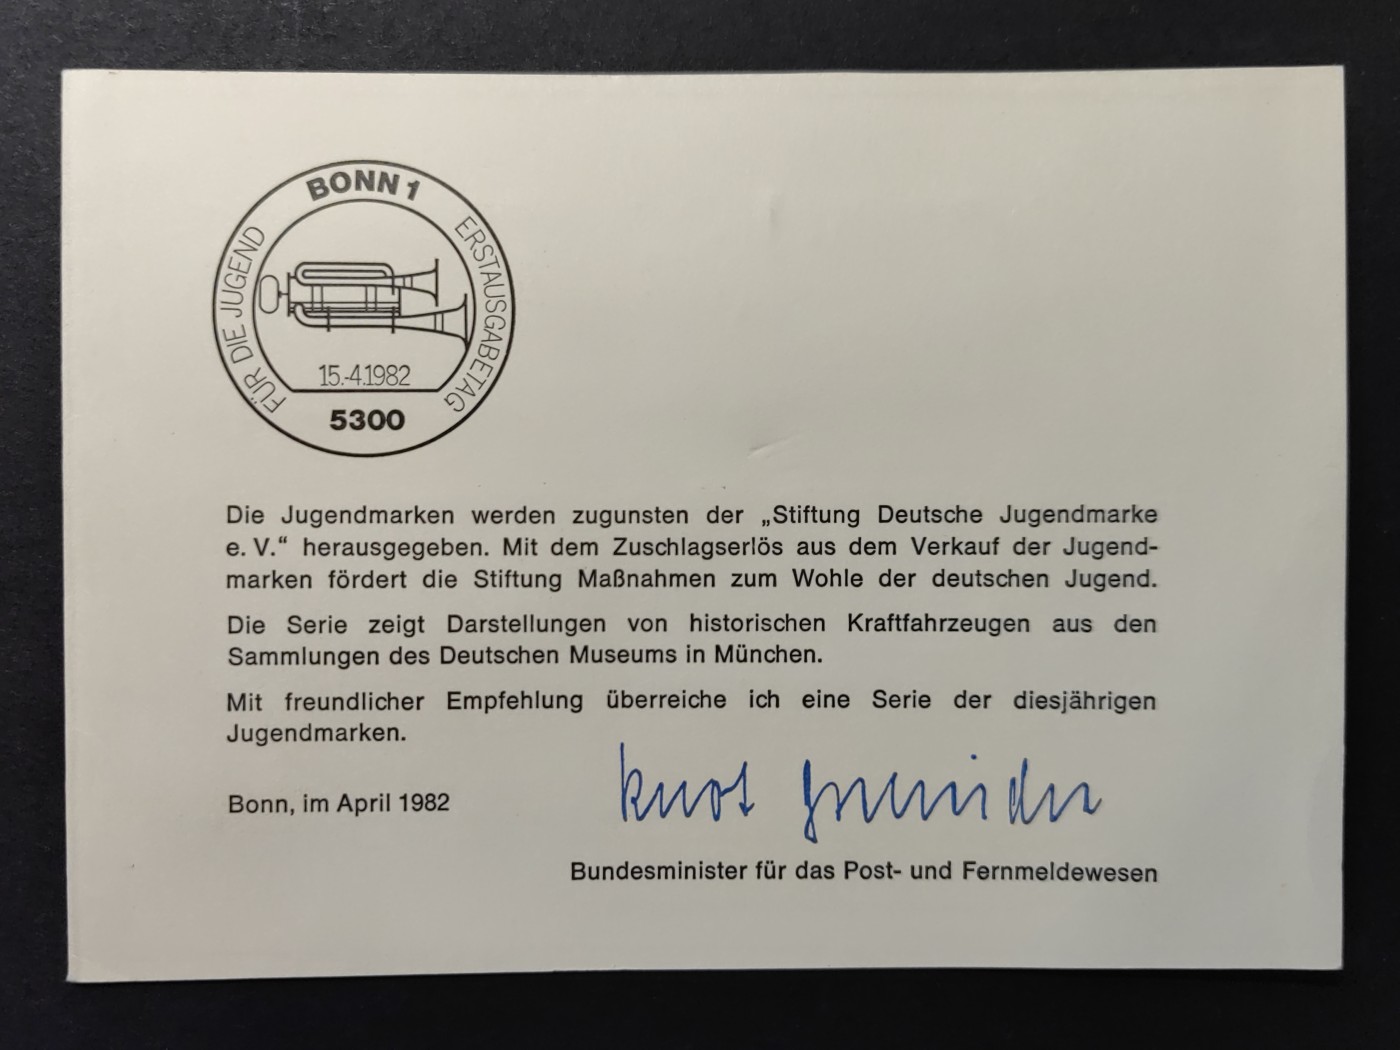 BONN 1
FÜR DIE JUGEND
ERSTAUSGABETAG
15.-4.1982
5300
Die Jugendmarken werden zugunsten der „Stiftung Deutsche Jugendmarke
e. V.“ herausgegeben. Mit dem Zuschlagserlös aus dem Verkauf der Jugend-
marken fördert die Stiftung Maßnahmen zum Wohle der deutschen Jugend.
Die Serie zeigt Darstellungen von historischen Kraftfahrzeugen aus den
Sammlungen des Deutschen Museums in München.
Mit freundlicher Empfehlung überreiche ich eine Serie der diesjährigen
Jugendmarken.
Bonn, im April 1982
Bundesminister für das Post- und Fernmeldewesen